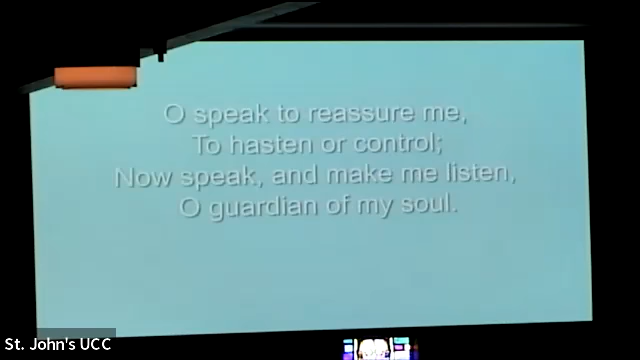 O speak to reassure me,
To hasten or control;
Now speak, and make me listen,
O guardian of my soul.
St. John's UCC